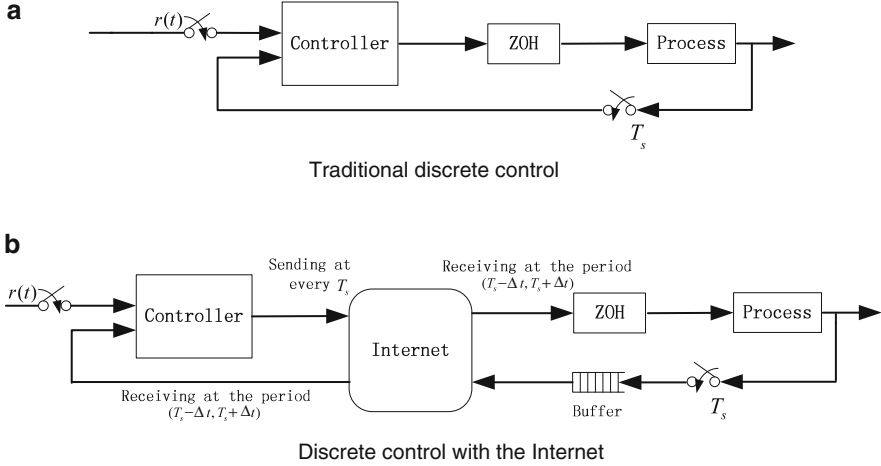 a
r(t)
Controller
ZOH
Process
T_s
Traditional discrete control
b
Sending at
every T_s
Receiving at the period
(T_s−Δt, T_s+Δt)
r(t)
Controller
Internet
ZOH
Process
Receiving at the period
(T_s−Δt, T_s+Δt)
Buffer
T_s
Discrete control with the Internet